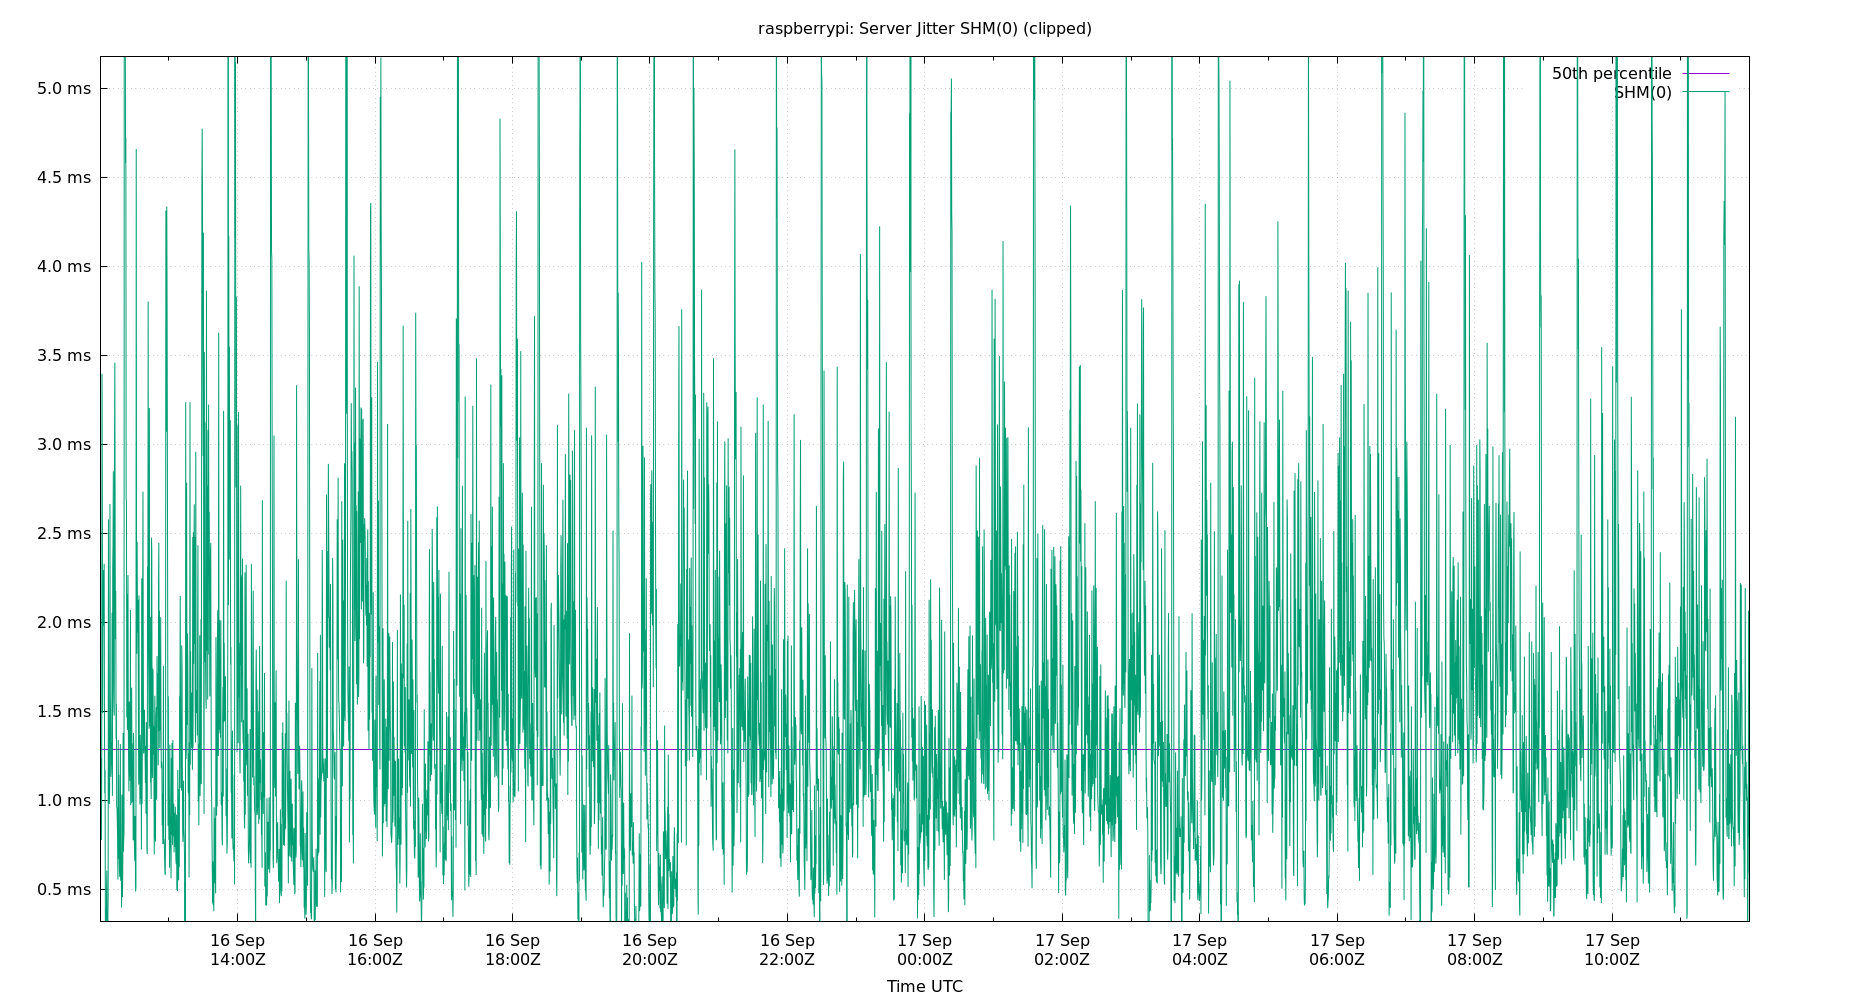 raspberrypi: Server Jitter SHM(0) (clipped)
50th percentile
SHM(0)
5.0 ms
4.5 ms
4.0 ms
3.5 ms
3.0 ms
2.5 ms
2.0 ms
1.5 ms
1.0 ms
0.5 ms
16 Sep 16 Sep 16 Sep 16 Sep 16 Sep 17 Sep 17 Sep 17 Sep 17 Sep 17 Sep 17 Sep
14:00Z 16:00Z 18:00Z 20:00Z 22:00Z 00:00Z 02:00Z 04:00Z 06:00Z 08:00Z 10:00Z
Time UTC